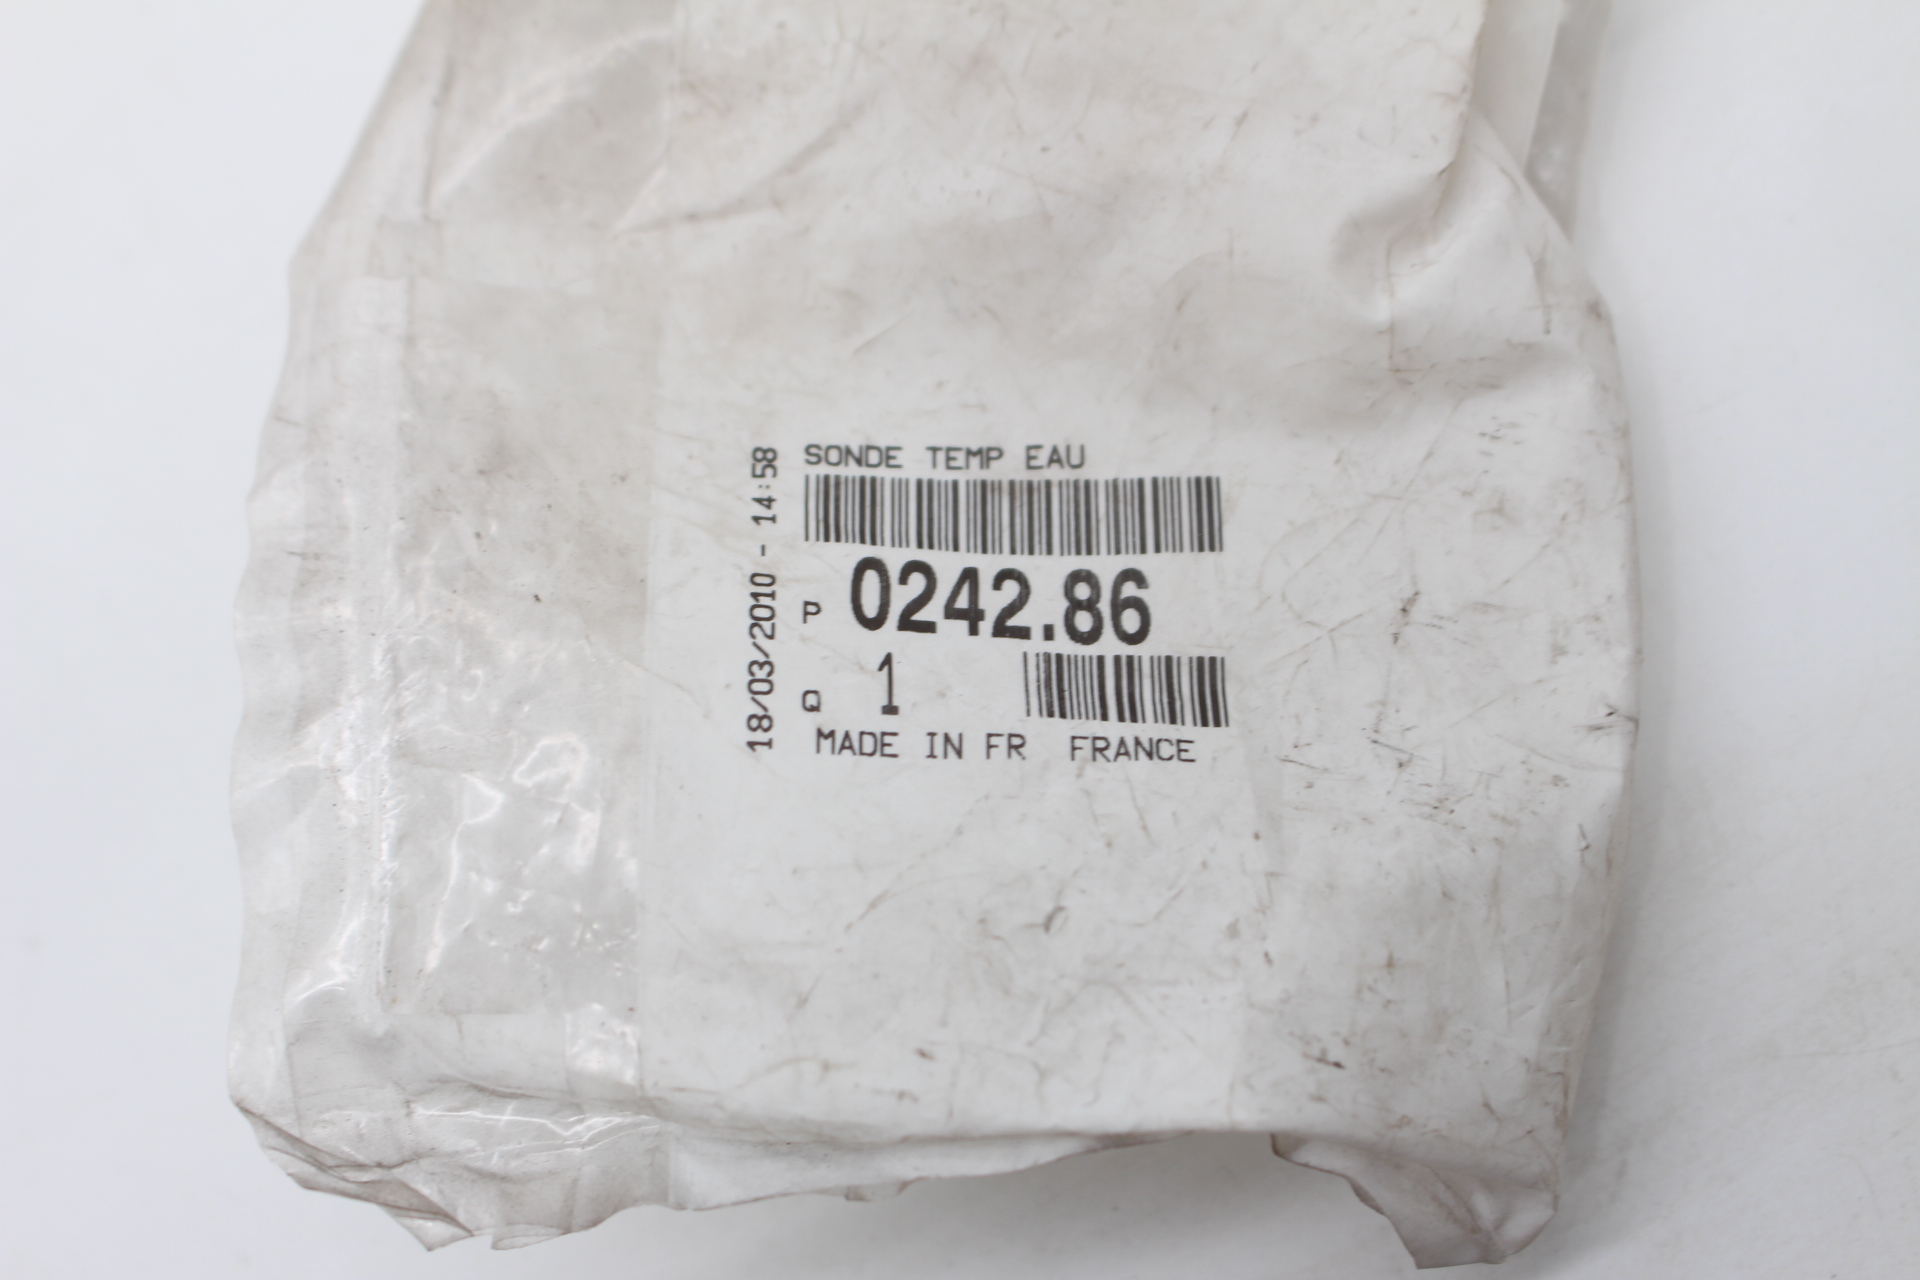 SONDE TEMP EAU
P 0242.86
Q 1
MADE IN FR FRANCE
18/03/2010 - 14:58